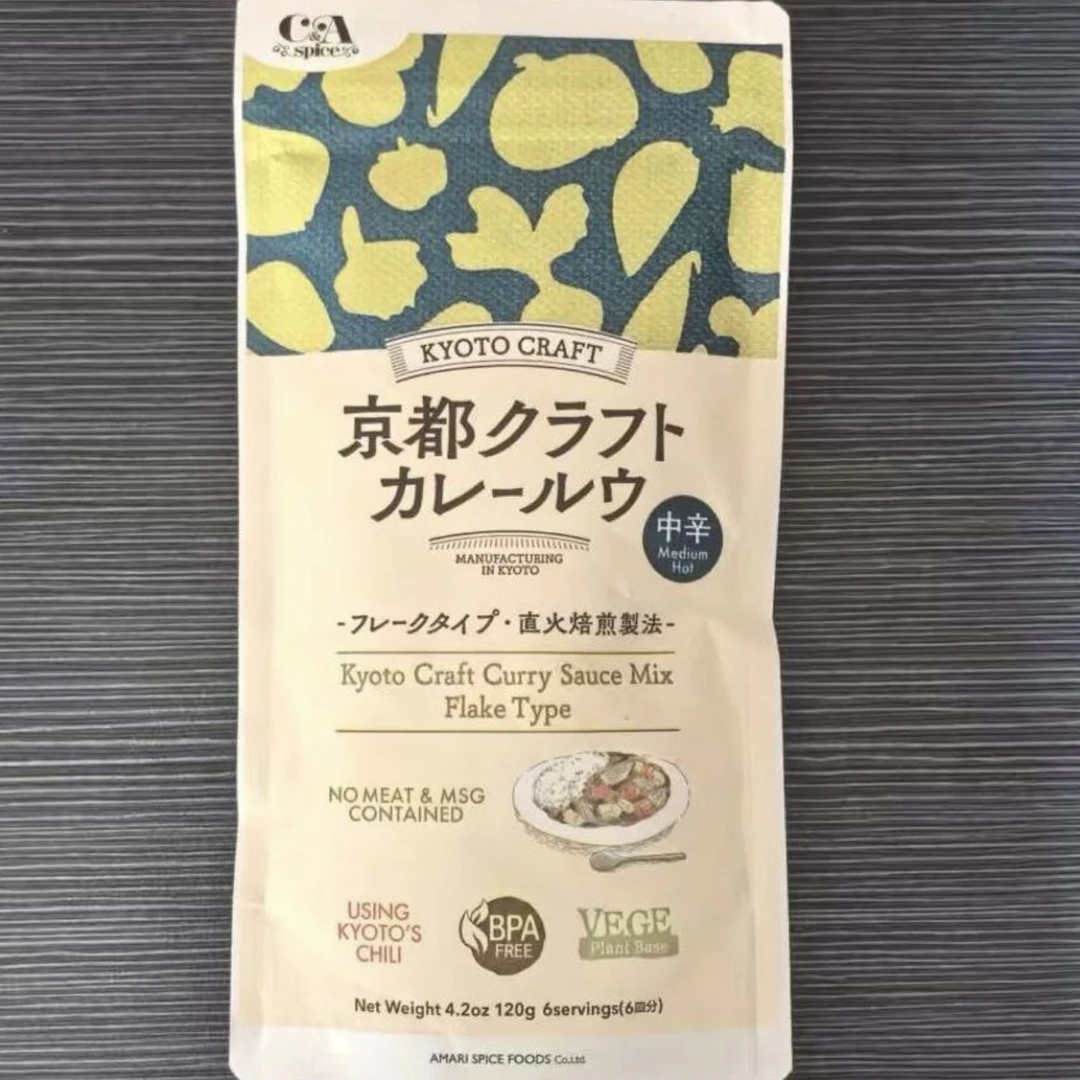 C&A
spice
KYOTO CRAFT
京都クラフト
カレールウ
中辛
Medium
Hot
MANUFACTURING
IN KYOTO
-フレークタイプ・直火焙煎製法-
Kyoto Craft Curry Sauce Mix
Flake Type
NO MEAT & MSG
CONTAINED
USING
KYOTO'S
CHILI
BPA
FREE
VEGE
Plant Base
Net Weight 4.2oz 120g 6servings(6回分)
AMARI SPICE FOODS Co.,Ltd.